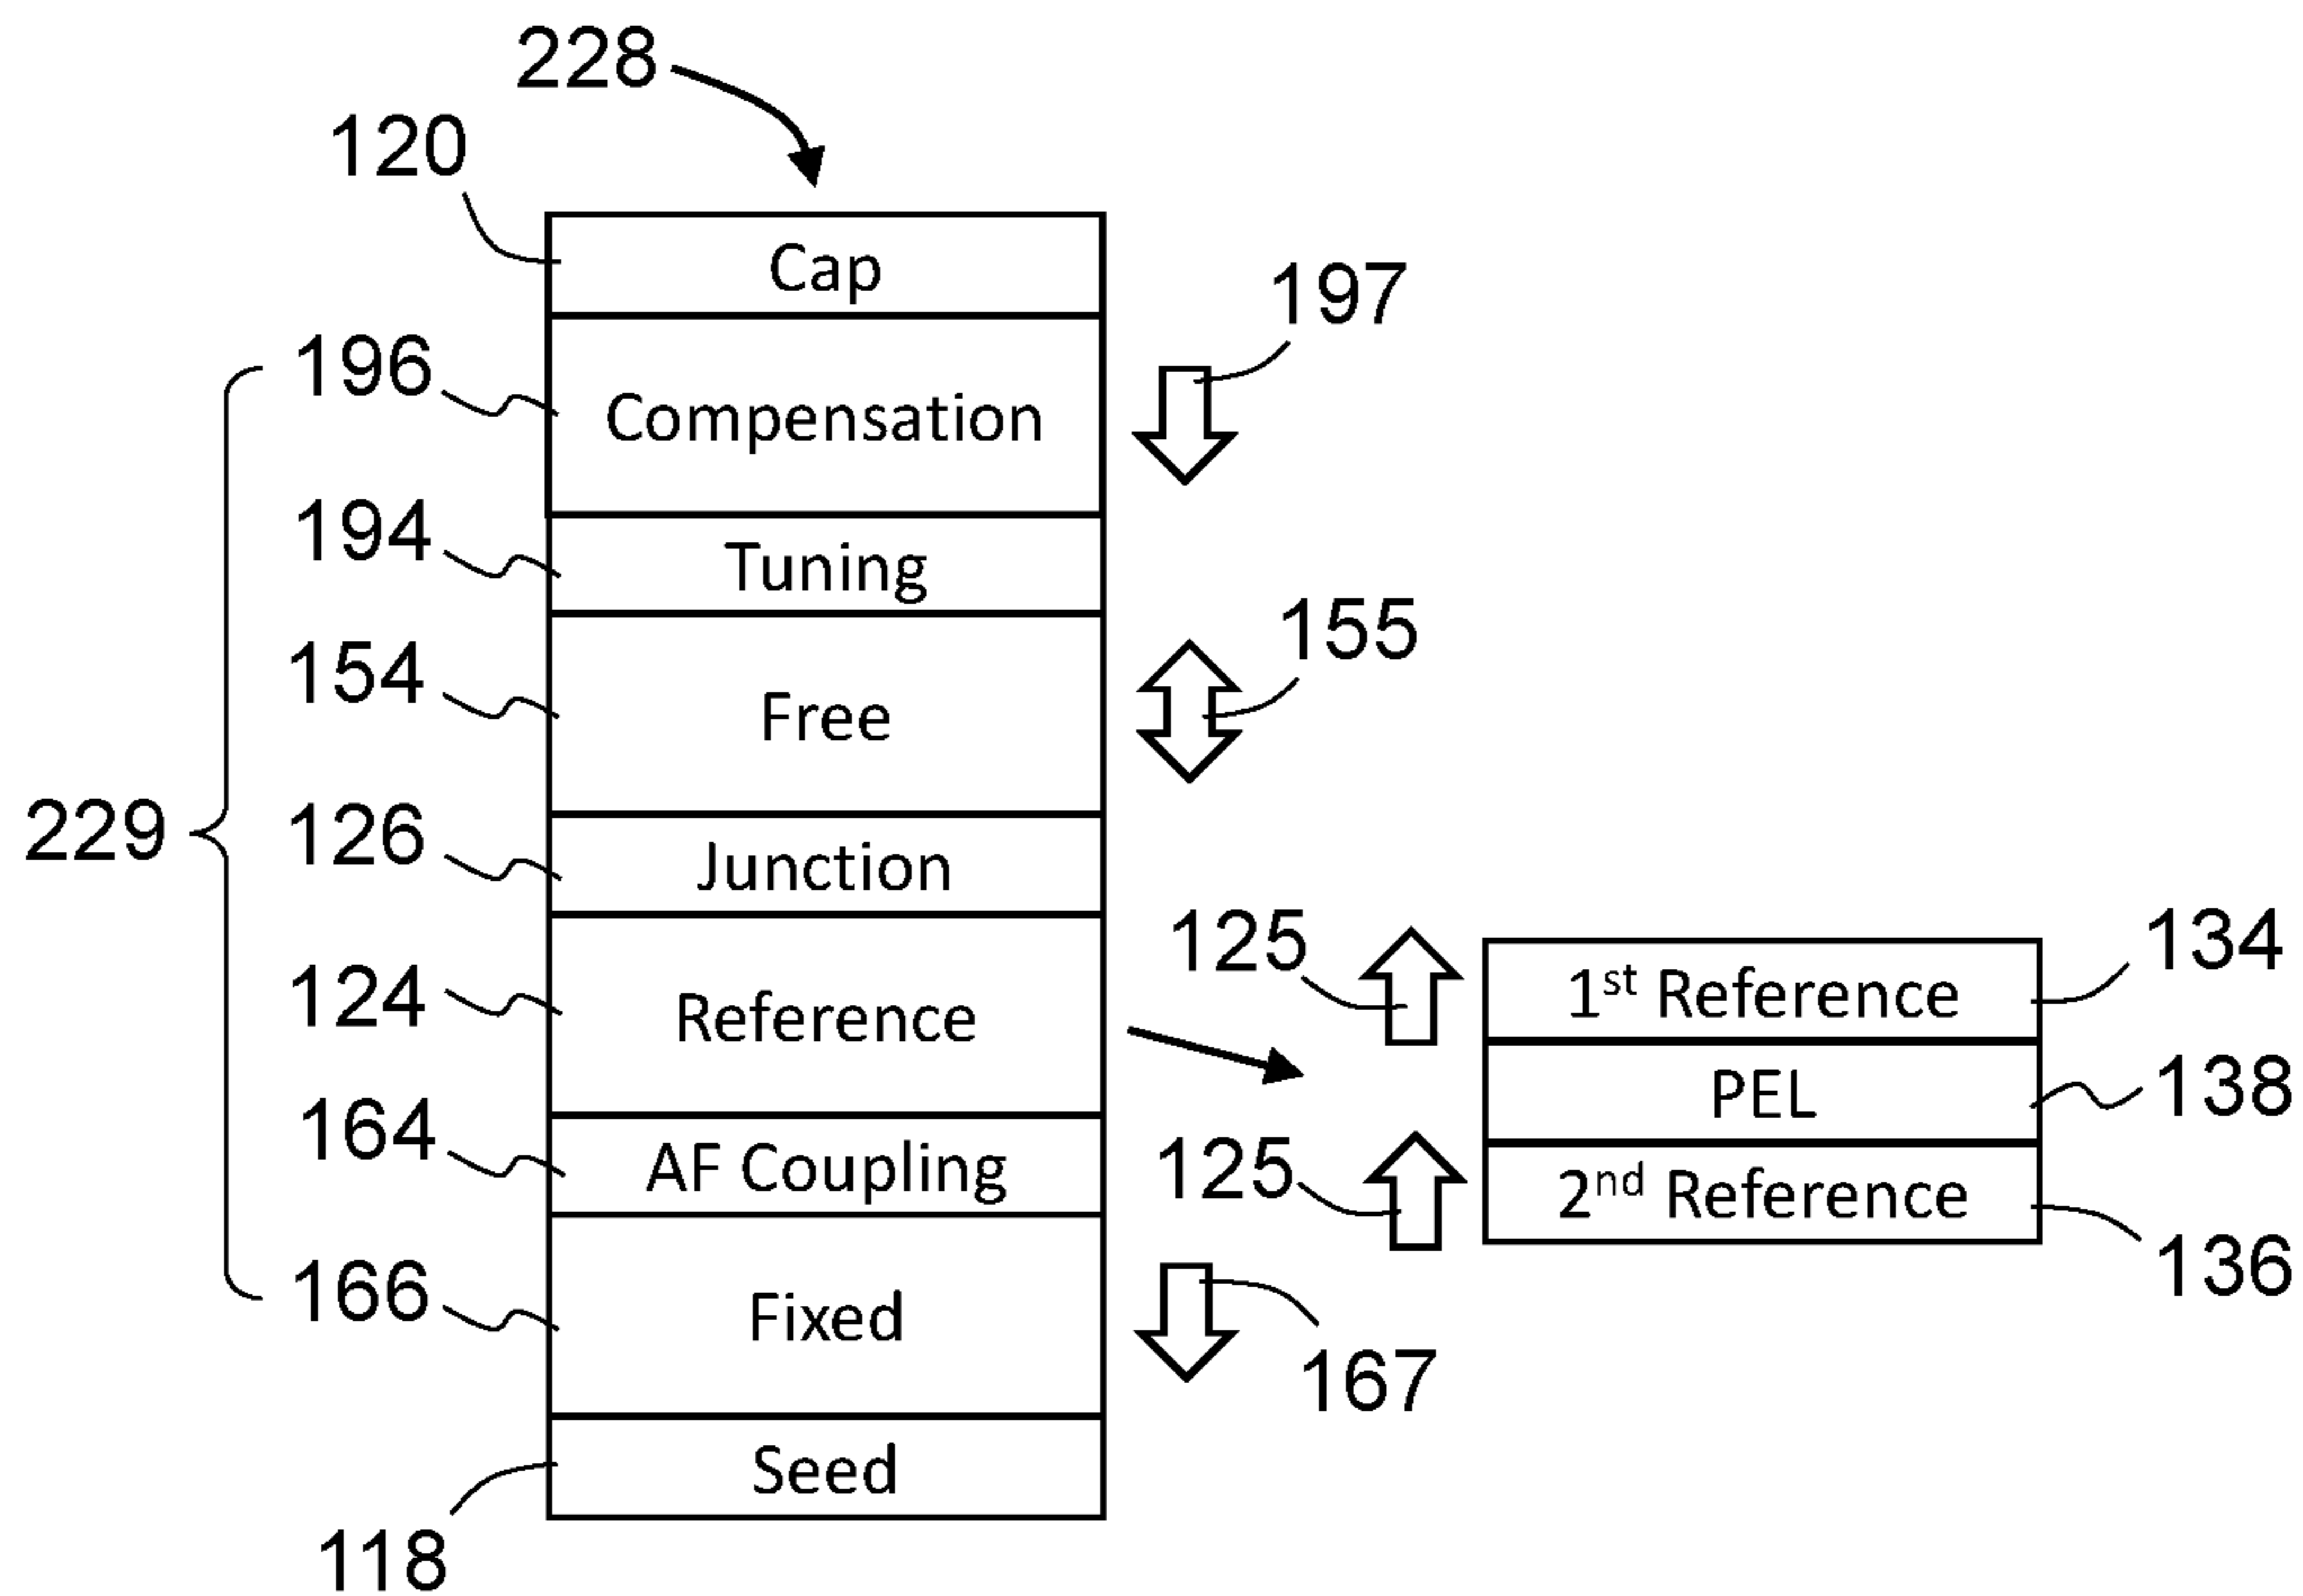 228
120
Cap
197
196
Compensation
194
Tuning
155
154
Free
229
126
Junction
125
134
124
Reference
1st Reference
138
PEL
164
AF Coupling
125
2nd Reference
136
166
Fixed
167
Seed
118